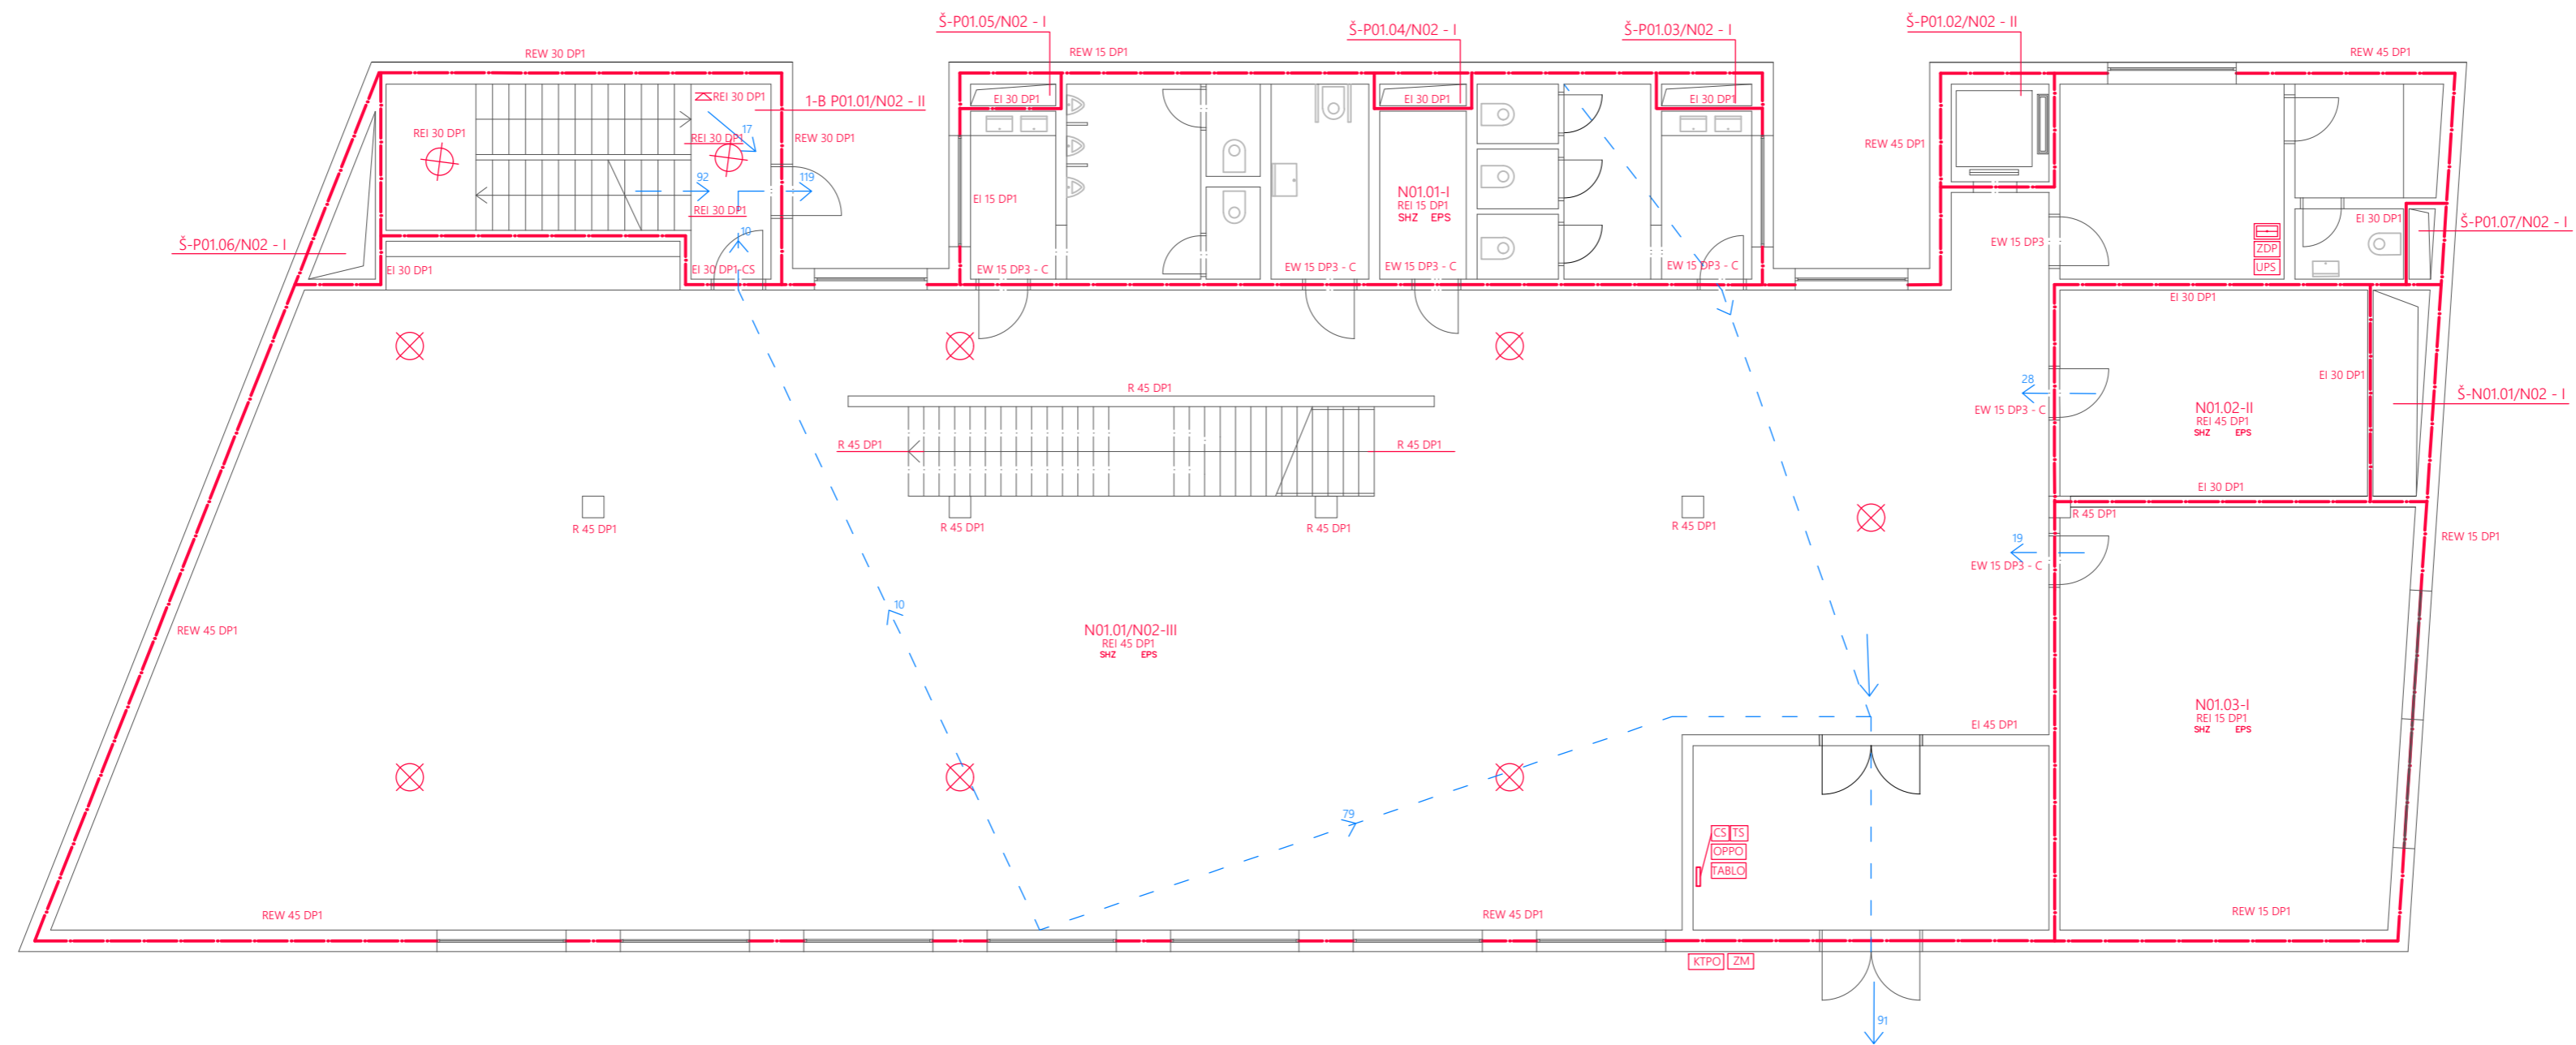 Š-P01.05/N02 - I
Š-P01.04/N02 - I
Š-P01.03/N02 - I
Š-P01.02/N02 - II
REW 30 DP1
REW 15 DP1
REW 45 DP1
REI 30 DP1
1-B P01.01/N02 - II
EI 30 DP1
EI 30 DP1
EI 30 DP1
REI 30 DP1
17
REI 30 DP1
REW 30 DP1
REW 45 DP1
92
119
N01.01-I
REI 15 DP1
SHZ EPS
EI 15 DP1
REI 30 DP1
EI 30 DP1
Š-P01.07/N02 - I
Š-P01.06/N02 - I
10
EW 15 DP3
ZDP
UPS
EI 30 DP1
EI 30 DP1-CS
EW 15 DP3 - C
EW 15 DP3 - C
EW 15 DP3 - C
EW 15 DP3 - C
EI 30 DP1
R 45 DP1
28
EI 30 DP1
EW 15 DP3 - C
N01.02-II
REI 45 DP1
SHZ EPS
Š-N01.01/N02 - I
R 45 DP1
R 45 DP1
EI 30 DP1
R 45 DP1
R 45 DP1
R 45 DP1
R 45 DP1
R 45 DP1
19
REW 15 DP1
EW 15 DP3 - C
10
REW 45 DP1
N01.01/N02-III
REI 45 DP1
SHZ EPS
N01.03-I
REI 15 DP1
SHZ EPS
EI 45 DP1
79
CS TS
OPPO
TABLO
REW 45 DP1
REW 45 DP1
REW 15 DP1
KTPO ZM
91